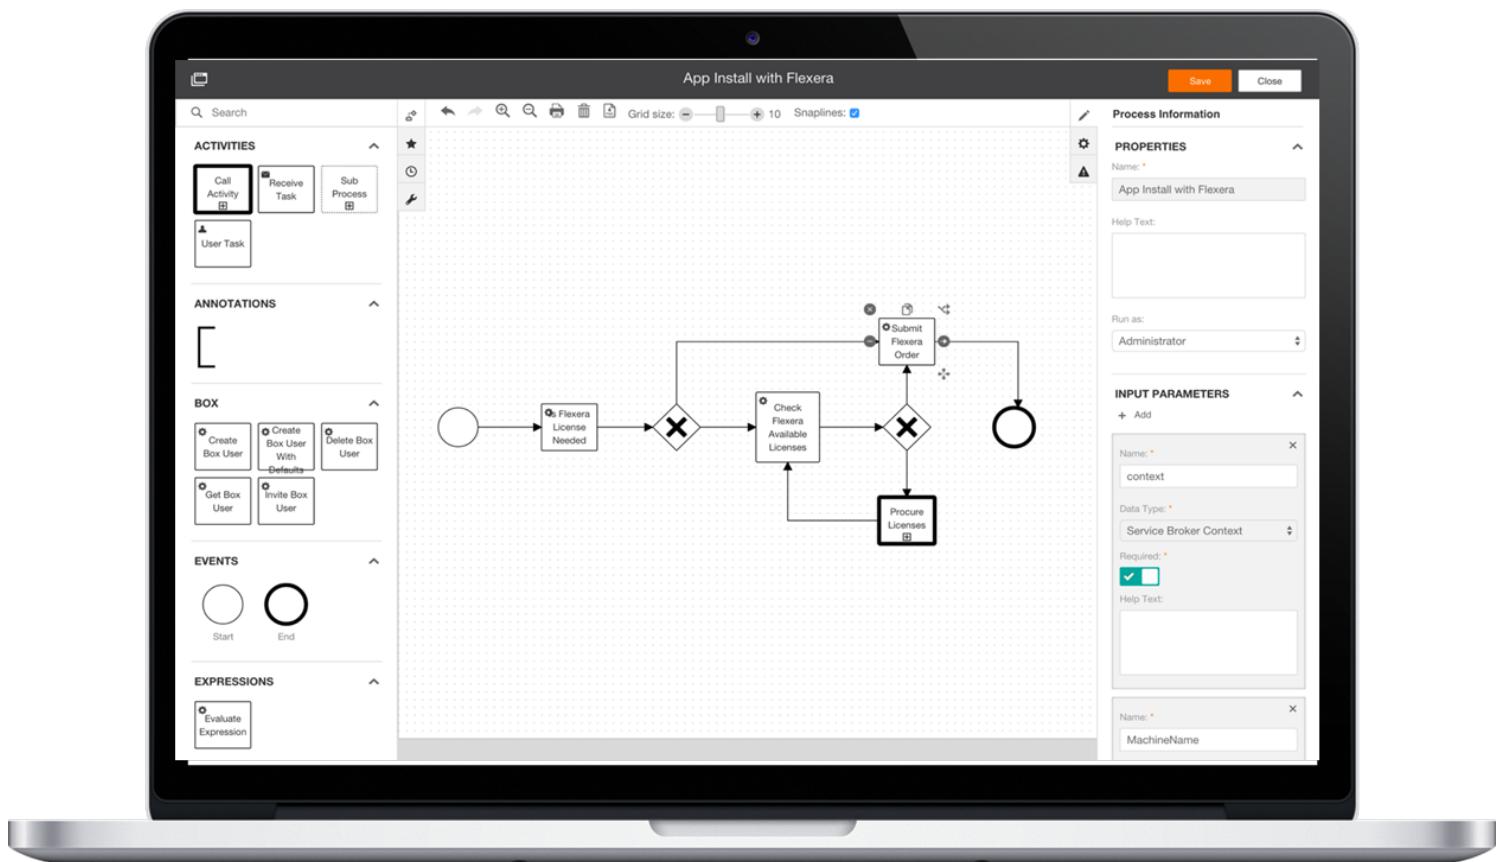 App Install with Flexera
Save
Close
Search
Grid size:
10
Snaplines:
Process Information
ACTIVITIES
Call
Activity
Receive
Task
Sub
Process
User Task
ANNOTATIONS
BOX
Create
Box User
Create
Box User
With
Defaults
Delete Box
User
Get Box
User
Invite Box
User
EVENTS
Start
End
EXPRESSIONS
Evaluate
Expression
s Flexera
License
Needed
Check
Flexera
Available
Licenses
Submit
Flexera
Order
Procure
Licenses
PROPERTIES
Name: *
App Install with Flexera
Help Text:
Run as:
Administrator
INPUT PARAMETERS
+ Add
Name: *
context
Data Type: *
Service Broker Context
Required: *
Help Text:
Name: *
MachineName